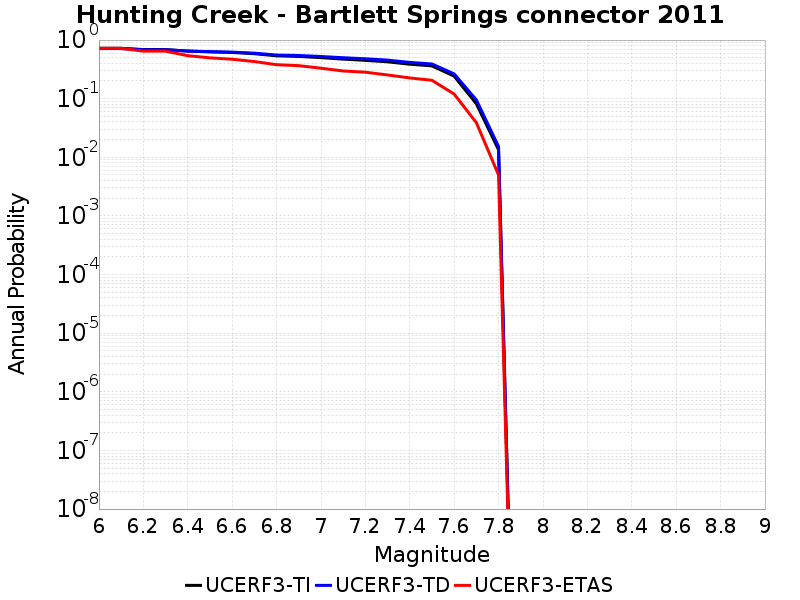 Hunting Creek - Bartlett Springs connector 2011
Annual Probability
10^0
10^-1
10^-2
10^-3
10^-4
10^-5
10^-6
10^-7
10^-8
6 6.2 6.4 6.6 6.8 7 7.2 7.4 7.6 7.8 8 8.2 8.4 8.6 8.8 9
Magnitude
UCERF3-TI UCERF3-TD UCERF3-ETAS